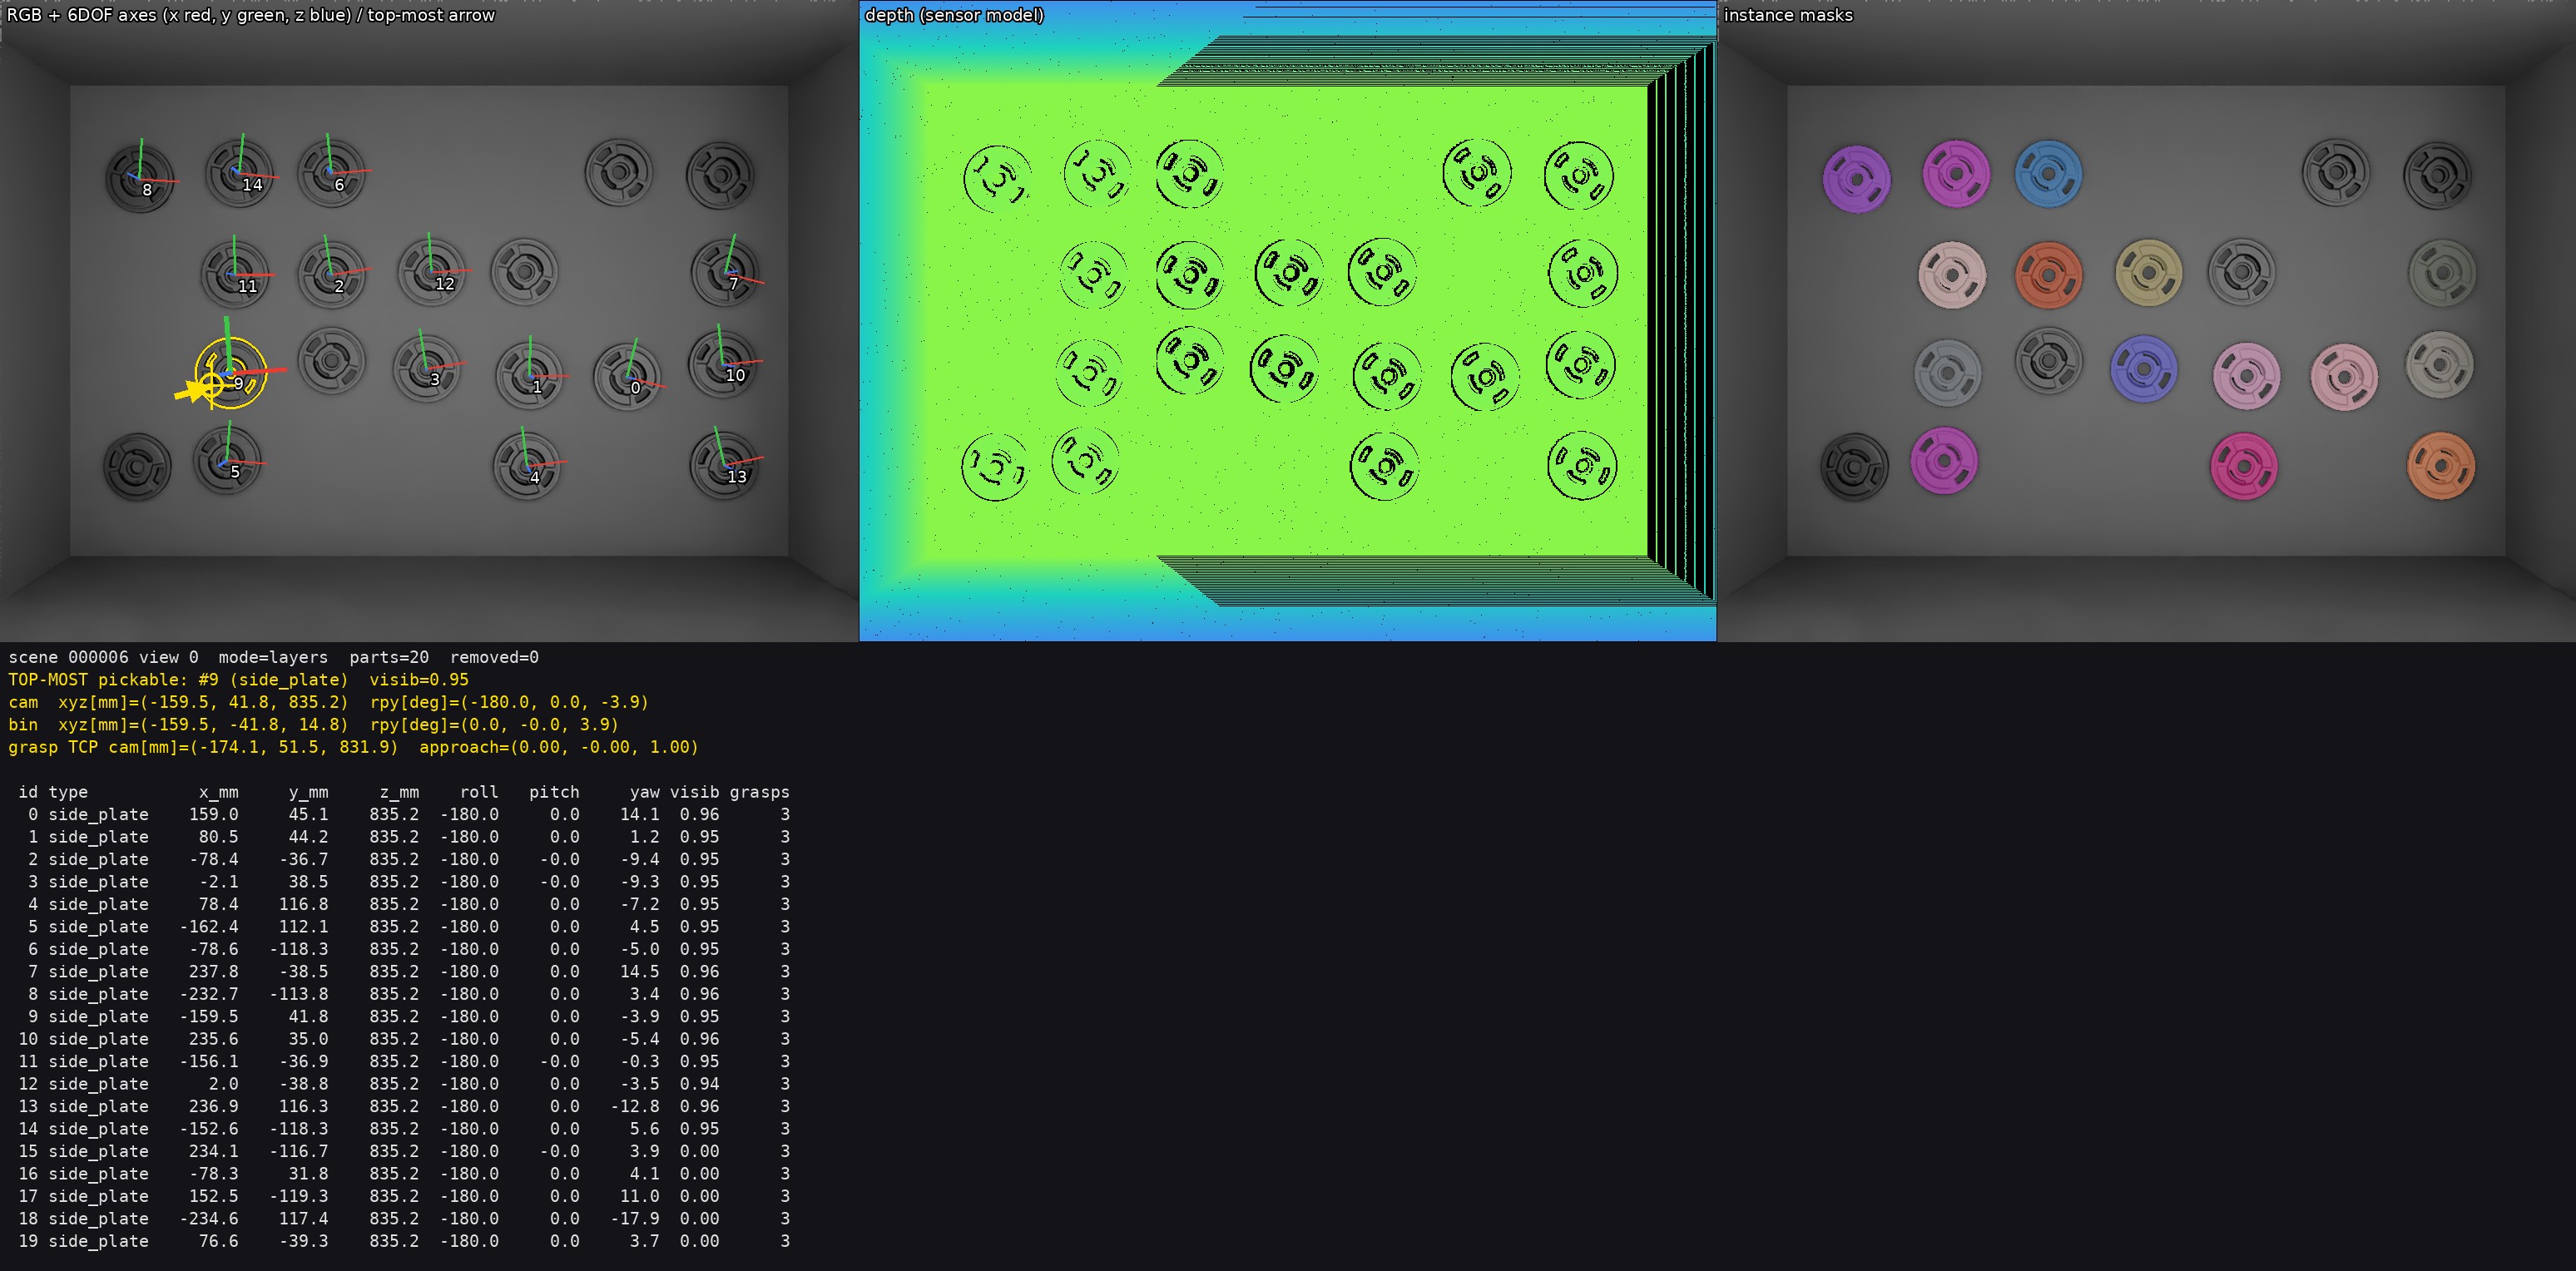 RGB + 6DOF axes (x red, y green, z blue) / top-most arrow
depth (sensor model)
instance masks
8
14
6
11
2
12
7
9
3
1
0
10
5
4
13
scene 000006 view 0  mode=layers  parts=20  removed=0
TOP-MOST pickable: #9 (side_plate)  visib=0.95
cam  xyz[mm]=(-159.5, 41.8, 835.2)  rpy[deg]=(-180.0, 0.0, -3.9)
bin  xyz[mm]=(-159.5, -41.8, 14.8)  rpy[deg]=(0.0, -0.0, 3.9)
grasp TCP cam[mm]=(-174.1, 51.5, 831.9)  approach=(0.00, -0.00, 1.00)
id type x_mm y_mm z_mm roll pitch yaw visib grasps
0 side_plate 159.0 45.1 835.2 -180.0 0.0 14.1 0.96 3
1 side_plate 80.5 44.2 835.2 -180.0 0.0 1.2 0.95 3
2 side_plate -78.4 -36.7 835.2 -180.0 -0.0 -9.4 0.95 3
3 side_plate -2.1 38.5 835.2 -180.0 -0.0 -9.3 0.95 3
4 side_plate 78.4 116.8 835.2 -180.0 0.0 -7.2 0.95 3
5 side_plate -162.4 112.1 835.2 -180.0 0.0 4.5 0.95 3
6 side_plate -78.6 -118.3 835.2 -180.0 0.0 -5.0 0.95 3
7 side_plate 237.8 -38.5 835.2 -180.0 0.0 14.5 0.96 3
8 side_plate -232.7 -113.8 835.2 -180.0 0.0 3.4 0.96 3
9 side_plate -159.5 41.8 835.2 -180.0 0.0 -3.9 0.95 3
10 side_plate 235.6 35.0 835.2 -180.0 0.0 -5.4 0.96 3
11 side_plate -156.1 -36.9 835.2 -180.0 -0.0 -0.3 0.95 3
12 side_plate 2.0 -38.8 835.2 -180.0 0.0 -3.5 0.94 3
13 side_plate 236.9 116.3 835.2 -180.0 0.0 -12.8 0.96 3
14 side_plate -152.6 -118.3 835.2 -180.0 0.0 5.6 0.95 3
15 side_plate 234.1 -116.7 835.2 -180.0 -0.0 3.9 0.00 3
16 side_plate -78.3 31.8 835.2 -180.0 0.0 4.1 0.00 3
17 side_plate 152.5 -119.3 835.2 -180.0 0.0 11.0 0.00 3
18 side_plate -234.6 117.4 835.2 -180.0 0.0 -17.9 0.00 3
19 side_plate 76.6 -39.3 835.2 -180.0 0.0 3.7 0.00 3